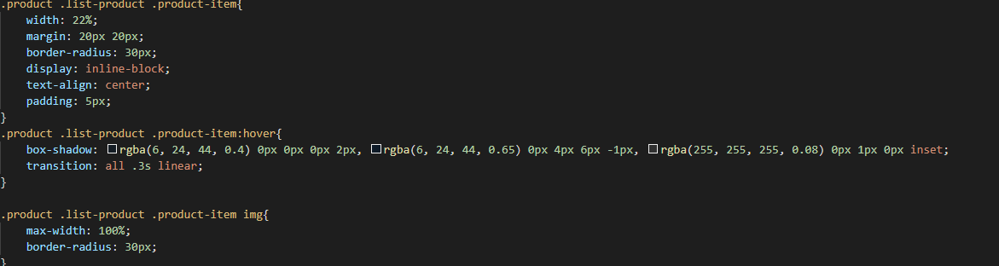 .product .list-product .product-item{
width: 22%;
margin: 20px 20px;
border-radius: 30px;
display: inline-block;
text-align: center;
padding: 5px;
}
.product .list-product .product-item:hover{
box-shadow: rgba(6, 24, 44, 0.4) 0px 0px 0px 2px, rgba(6, 24, 44, 0.65) 0px 4px 6px -1px, rgba(255, 255, 255, 0.08) 0px 1px 0px inset;
transition: all .3s linear;
}
.product .list-product .product-item img{
max-width: 100%;
border-radius: 30px;
}